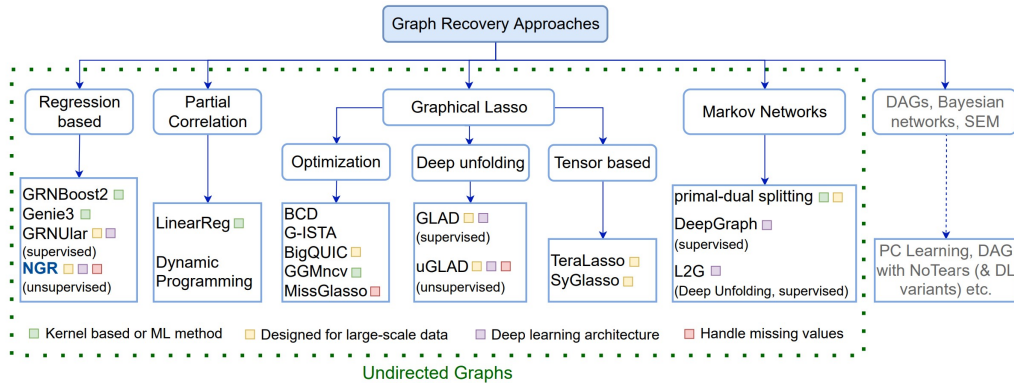 Graph Recovery Approaches
Regression
based
Partial
Correlation
Graphical Lasso
Markov Networks
DAGs, Bayesian
networks, SEM
Optimization
Deep unfolding
Tensor based
GRNBoost2
Genie3
GRNUlar
(supervised)
NGR
(unsupervised)
LinearReg
Dynamic
Programming
BCD
G-ISTA
BigQUIC
GGMncv
MissGlasso
GLAD
(supervised)
uGLAD
(unsupervised)
TeraLasso
SyGlasso
primal-dual splitting
DeepGraph
(supervised)
L2G
(Deep Unfolding, supervised)
PC Learning, DAG
with NoTears (& DL
variants) etc.
Kernel based or ML method
Designed for large-scale data
Deep learning architecture
Handle missing values
Undirected Graphs